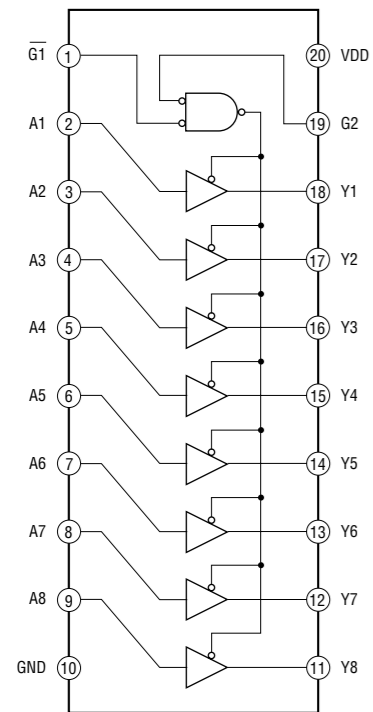 G1 1 20 VDD
A1 2 19 G2
A2 3 18 Y1
A3 4 17 Y2
A4 5 16 Y3
A5 6 15 Y4
A6 7 14 Y5
A7 8 13 Y6
A8 9 12 Y7
GND 10 11 Y8